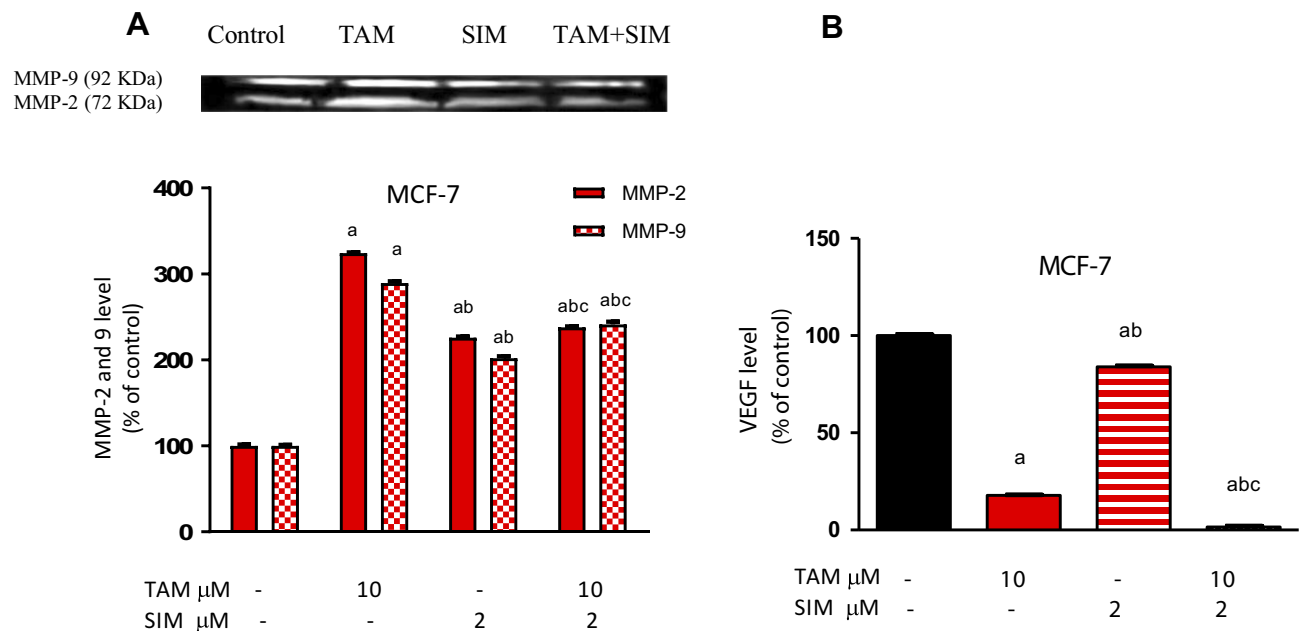 A
Control TAM SIM TAM+SIM
MMP-9 (92 KDa)
MMP-2 (72 KDa)
MCF-7
MMP-2
MMP-9
MMP-2 and 9 level
(% of control)
400
300
200
100
0
a
a
ab
ab
abc
abc
TAM μM - 10 - 10
SIM μM - - 2 2
B
MCF-7
VEGF level
(% of control)
150
100
50
0
a
ab
abc
TAM μM - 10 - 10
SIM μM - - 2 2